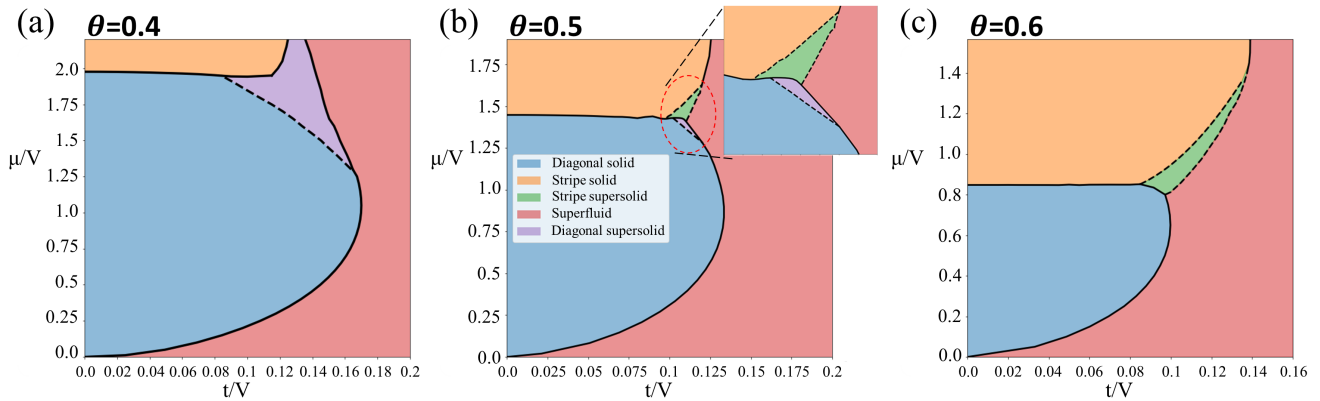 (a)
θ=0.4
2.0
1.75
1.5
1.25
1.0
0.75
0.5
0.25
0.0
μ/V
0.0 0.02 0.04 0.06 0.08 0.1 0.12 0.14 0.16 0.18 0.2
t/V
(b)
θ=0.5
1.75
1.5
1.25
1.0
0.75
0.5
0.25
0.0
μ/V
Diagonal solid
Stripe solid
Stripe supersolid
Superfluid
Diagonal supersolid
0.0 0.025 0.05 0.075 0.1 0.125 0.15 0.175 0.2
t/V
(c)
θ=0.6
1.4
1.2
1.0
0.8
0.6
0.4
0.2
0.0
μ/V
0.0 0.02 0.04 0.06 0.08 0.1 0.12 0.14 0.16
t/V